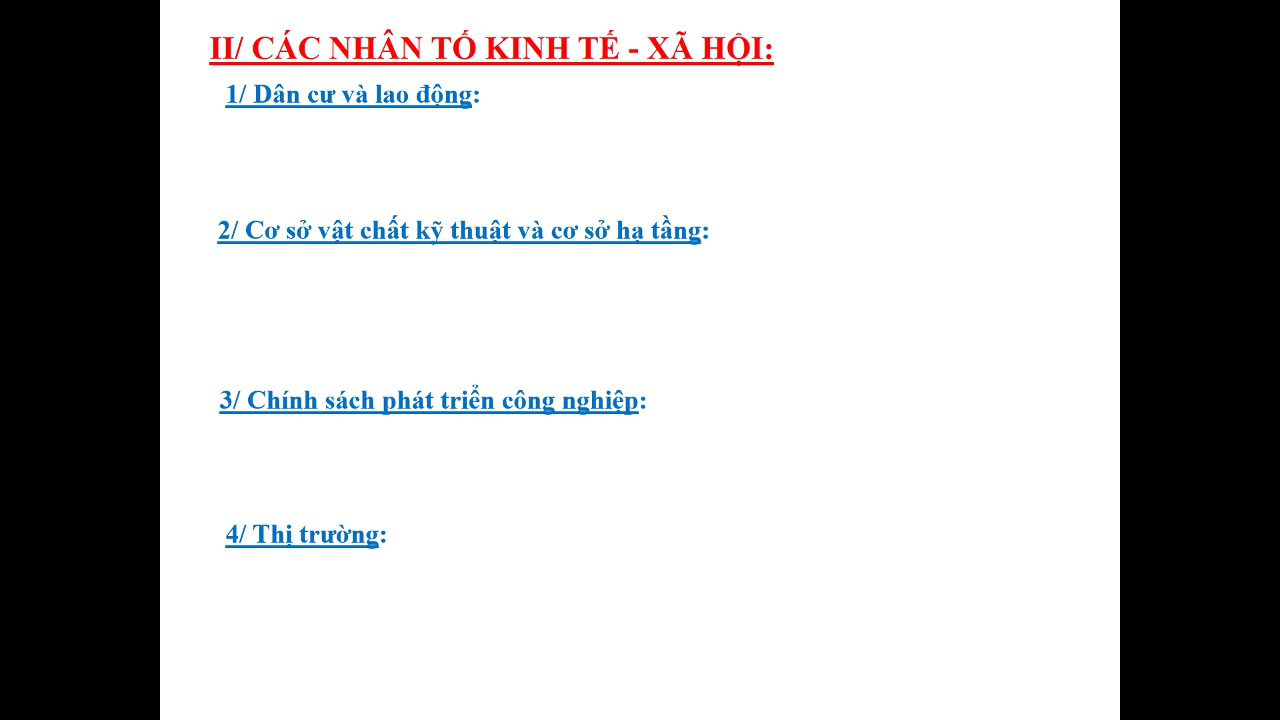 II/ CÁC NHÂN TỐ KINH TẾ - XÃ HỘI:
1/ Dân cư và lao động:
2/ Cơ sở vật chất kỹ thuật và cơ sở hạ tầng:
3/ Chính sách phát triển công nghiệp:
4/ Thị trường: